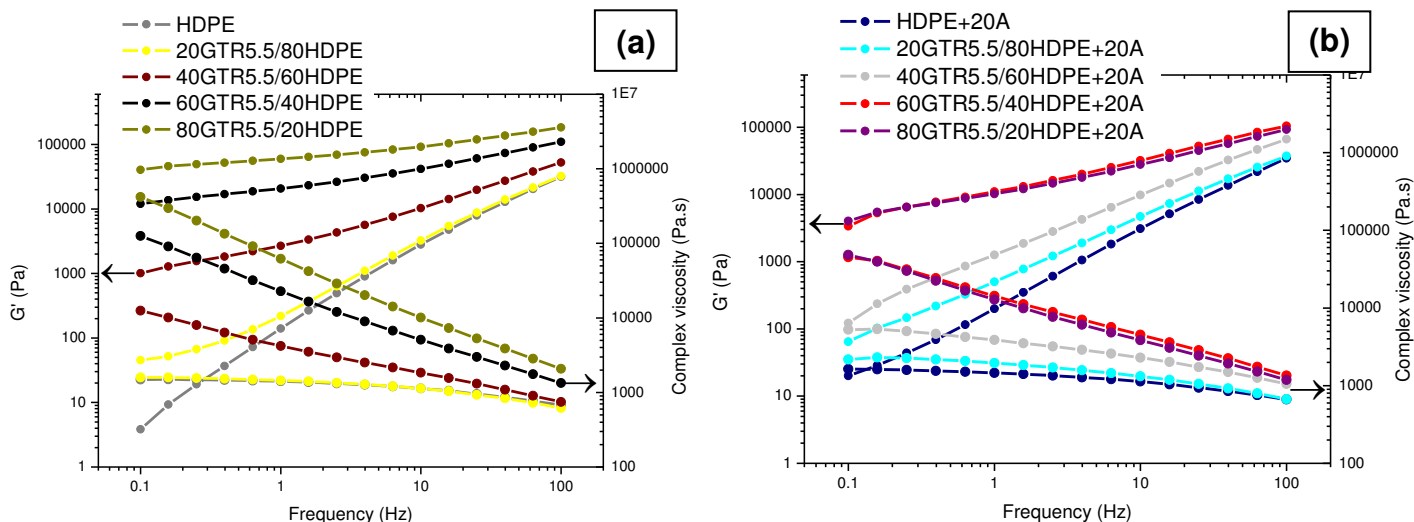 HDPE
20GTR5.5/80HDPE
40GTR5.5/60HDPE
60GTR5.5/40HDPE
80GTR5.5/20HDPE
(a)
100000
10000
1000
100
10
1
G' (Pa)
0.1
1
10
100
Frequency (Hz)
1E7
1000000
100000
10000
1000
100
Complex viscosity (Pa.s)
HDPE+20A
20GTR5.5/80HDPE+20A
40GTR5.5/60HDPE+20A
60GTR5.5/40HDPE+20A
80GTR5.5/20HDPE+20A
(b)
100000
10000
1000
100
10
1
G' (Pa)
0.1
1
10
100
Frequency (Hz)
1E7
1000000
100000
10000
1000
100
Complex viscosity (Pa.s)